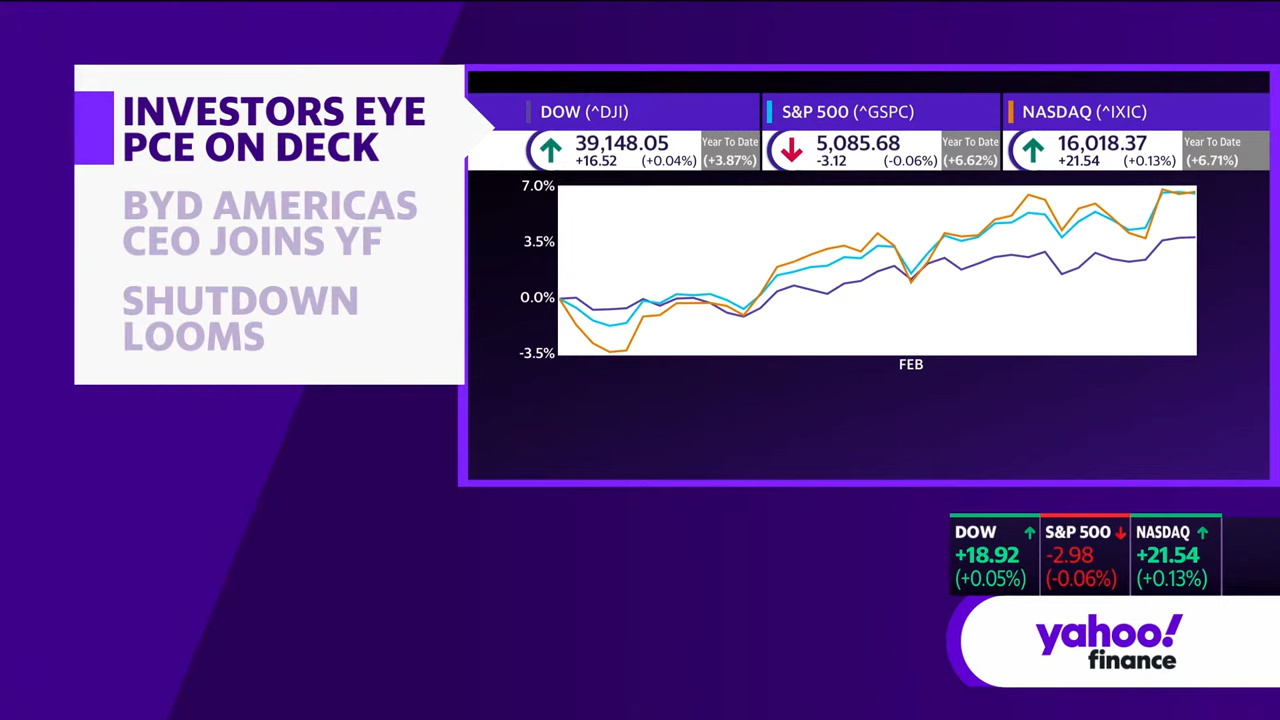 INVESTORS EYE
PCE ON DECK
BYD AMERICAS
CEO JOINS YF
SHUTDOWN
LOOMS
DOW (^DJI)
39,148.05
+16.52 (+0.04%)
Year To Date
(+3.87%)
S&P 500 (^GSPC)
5,085.68
-3.12 (-0.06%)
Year To Date
(+6.62%)
NASDAQ (^IXIC)
16,018.37
+21.54 (+0.13%)
Year To Date
(+6.71%)
7.0%
3.5%
0.0%
-3.5%
FEB
DOW
+18.92
(+0.05%)
S&P 500
-2.98
(-0.06%)
NASDAQ
+21.54
(+0.13%)
yahoo!
finance